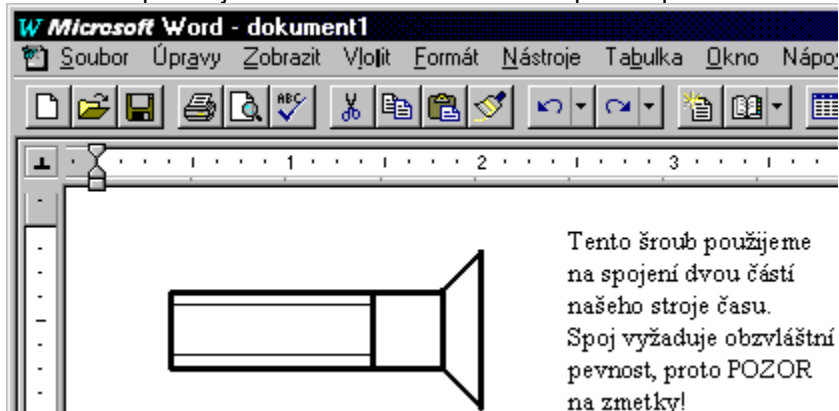 W Microsoft Word - dokument1
Soubor Úpravy Zobrazit Vložit Formát Nástroje Tabulka Okno
ABC
1 2 3
Tento šroub použijeme
na spojení dvou částí
našeho stroje času.
Spoj vyžaduje obzvláštní
pevnost, proto POZOR
na zmetky!